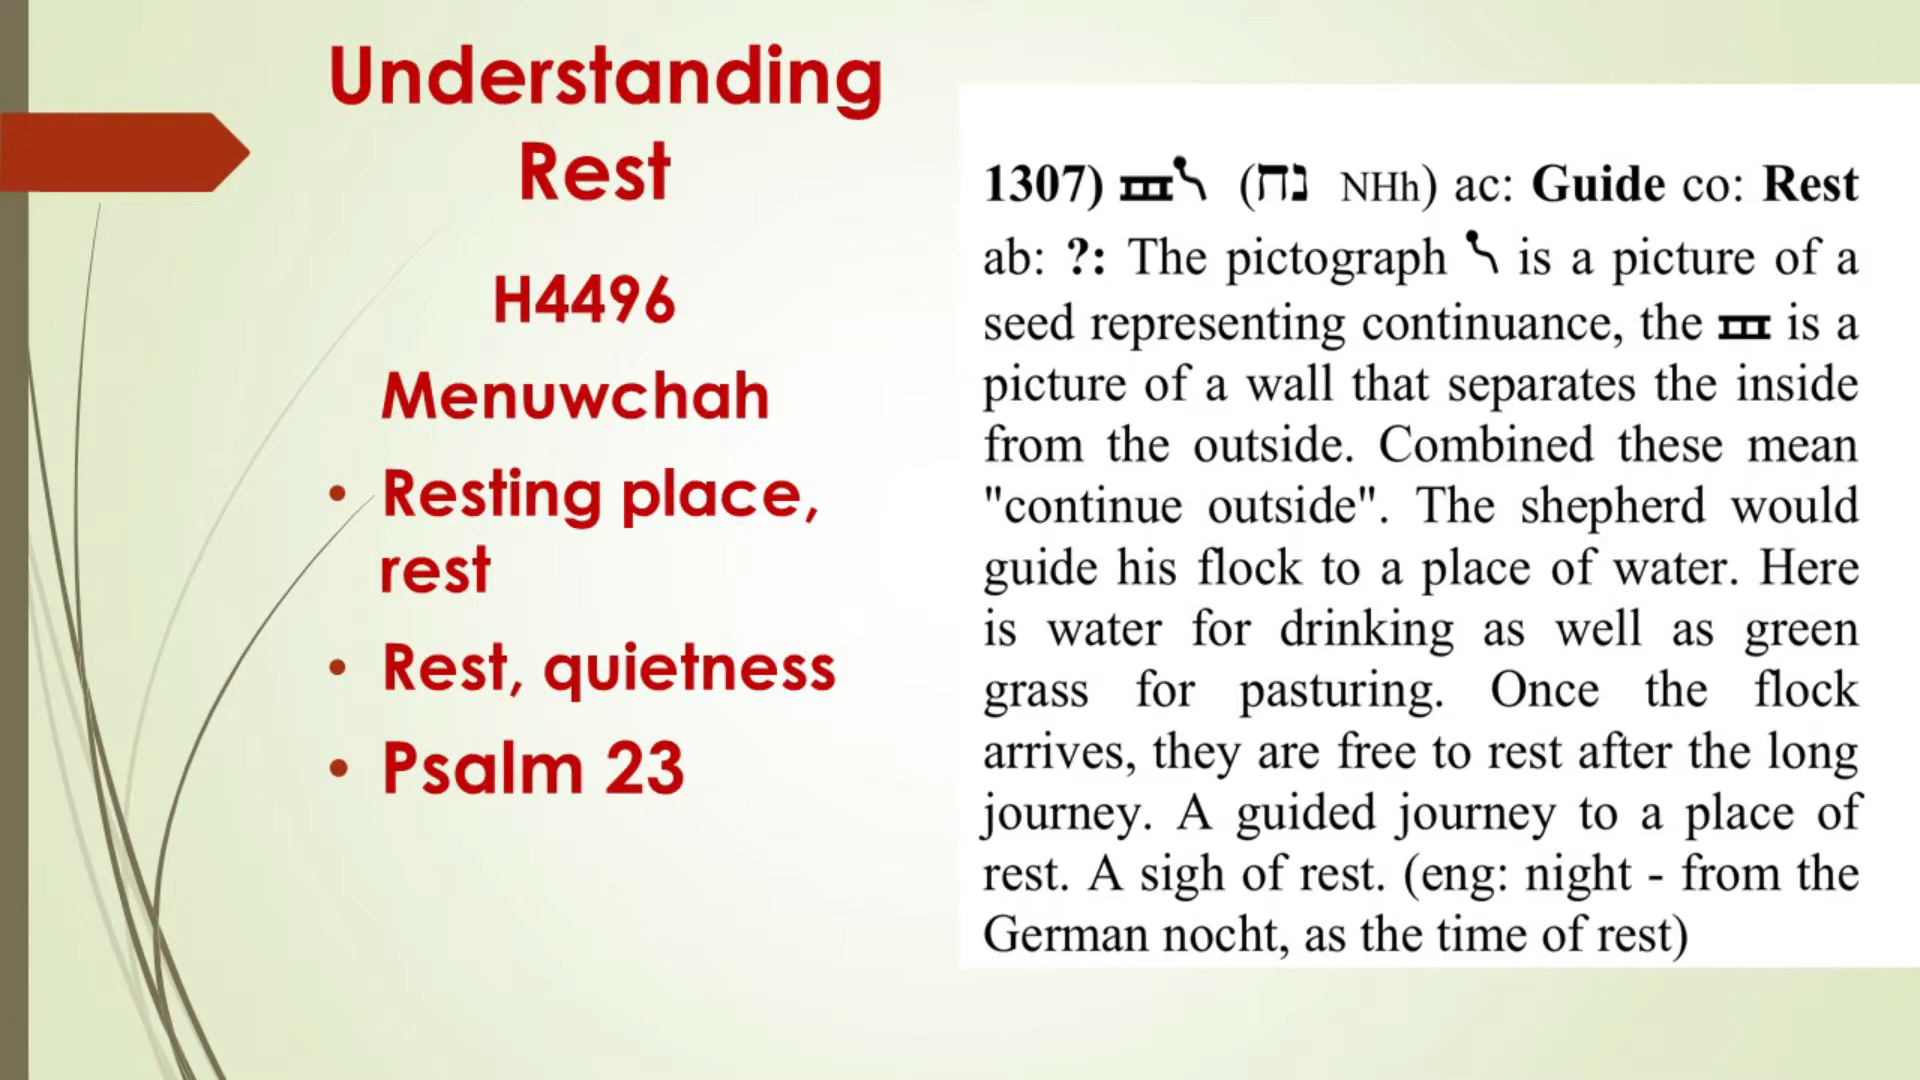 Understanding
Rest
H4496
Menuwchah
• Resting place,
rest
• Rest, quietness
• Psalm 23
1307) (נח NHh) ac: Guide co: Rest
ab: ?: The pictograph is a picture of a
seed representing continuance, the is a
picture of a wall that separates the inside
from the outside. Combined these mean
"continue outside". The shepherd would
guide his flock to a place of water. Here
is water for drinking as well as green
grass for pasturing. Once the flock
arrives, they are free to rest after the long
journey. A guided journey to a place of
rest. A sigh of rest. (eng: night - from the
German nocht, as the time of rest)